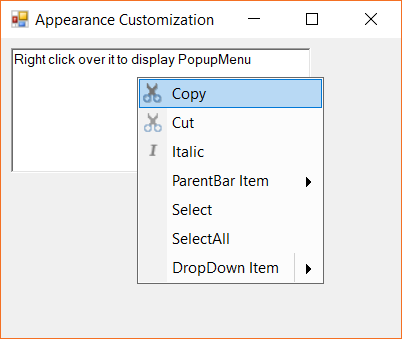 Appearance Customization
Right click over it to display PopupMenu
Copy
Cut
Italic
ParentBar Item
Select
SelectAll
DropDown Item